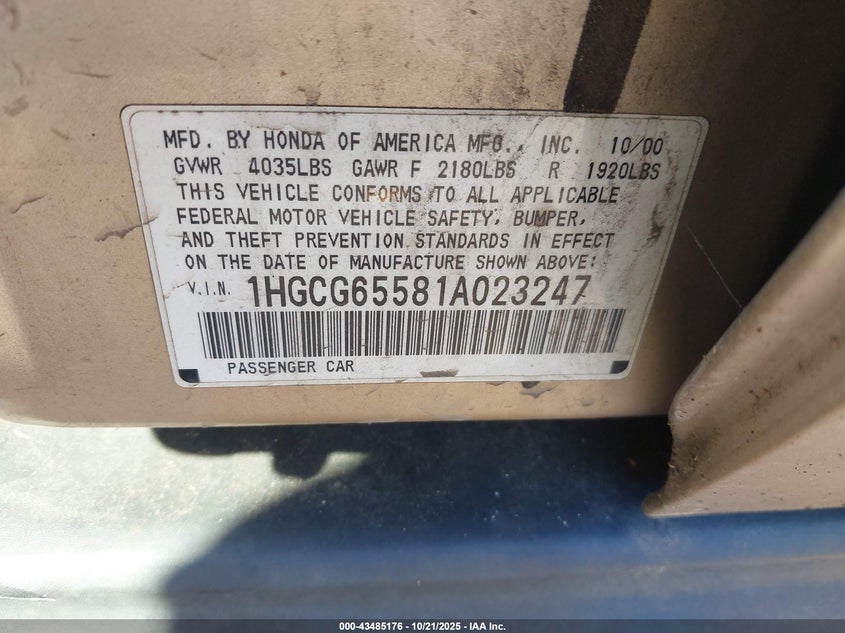 MFD. BY HONDA OF AMERICA MFG., INC. 10/00
GVWR 4035LBS GAWR F 2180LBS R 1920LBS
THIS VEHICLE CONFORMS TO ALL APPLICABLE
FEDERAL MOTOR VEHICLE SAFETY, BUMPER,
AND THEFT PREVENTION STANDARDS IN EFFECT
ON THE DATE OF MANUFACTURE SHOWN ABOVE:
V.I.N. 1HGCG65581A023247
PASSENGER CAR
000-43485176 - 10/21/2025 - IAA Inc.